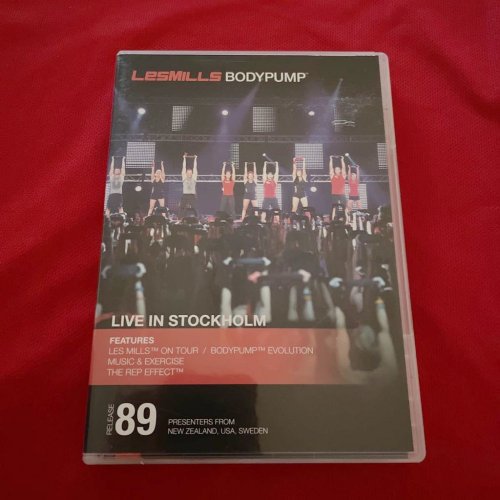 LESMILLS BODYPUMP™
LIVE IN STOCKHOLM
FEATURES
LES MILLS™ ON TOUR / BODYPUMP™ EVOLUTION
MUSIC & EXERCISE
THE REP EFFECT™
RELEASE 89
PRESENTERS FROM
NEW ZEALAND, USA, SWEDEN